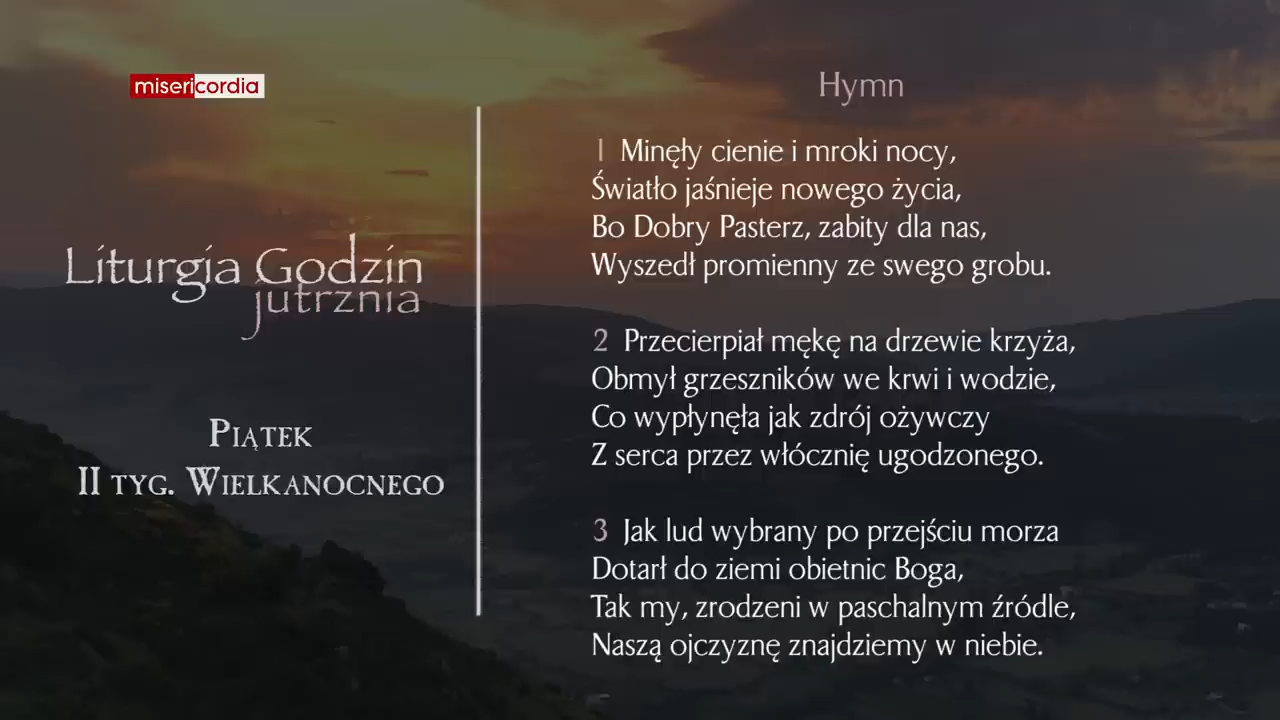 misericordia
Liturgia Godzin
jutrznia
Piątek
II tyg. Wielkanocnego
Hymn
1 Minęły cienie i mroki nocy,
Światło jaśnieje nowego życia,
Bo Dobry Pasterz, zabity dla nas,
Wyszedł promienny ze swego grobu.
2 Przecierpiał mękę na drzewie krzyża,
Obmył grzeszników we krwi i wodzie,
Co wypłynęła jak zdrój ożywczy
Z serca przez włócznię ugodzonego.
3 Jak lud wybrany po przejściu morza
Dotarł do ziemi obietnic Boga,
Tak my, zrodzeni w paschalnym źródle,
Naszą ojczyznę znajdziemy w niebie.